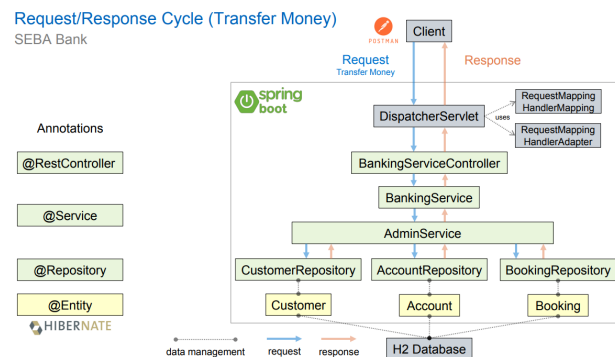 Request/Response Cycle (Transfer Money)
SEBA Bank
POSTMAN
Client
Request
Transfer Money
Response
spring
boot
DispatcherServlet
uses
RequestMapping
HandlerMapping
RequestMapping
HandlerAdapter
Annotations
@RestController
BankingServiceController
@Service
BankingService
AdminService
@Repository
CustomerRepository
AccountRepository
BookingRepository
@Entity
Customer
Account
Booking
HIBERNATE
data management
request
response
H2 Database